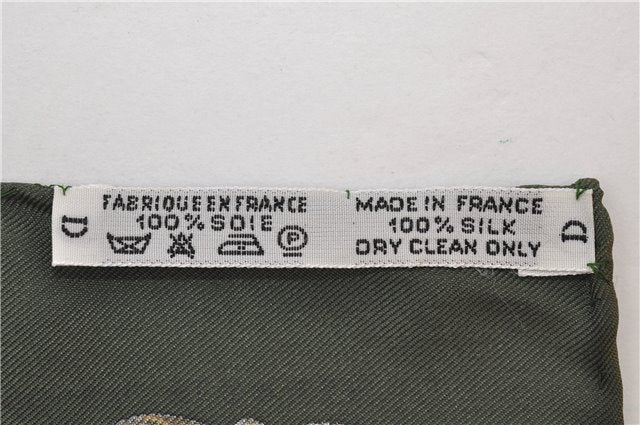 D
FABRIQUE EN FRANCE
100% SOIE
P
MADE IN FRANCE
100% SILK
DRY CLEAN ONLY
D